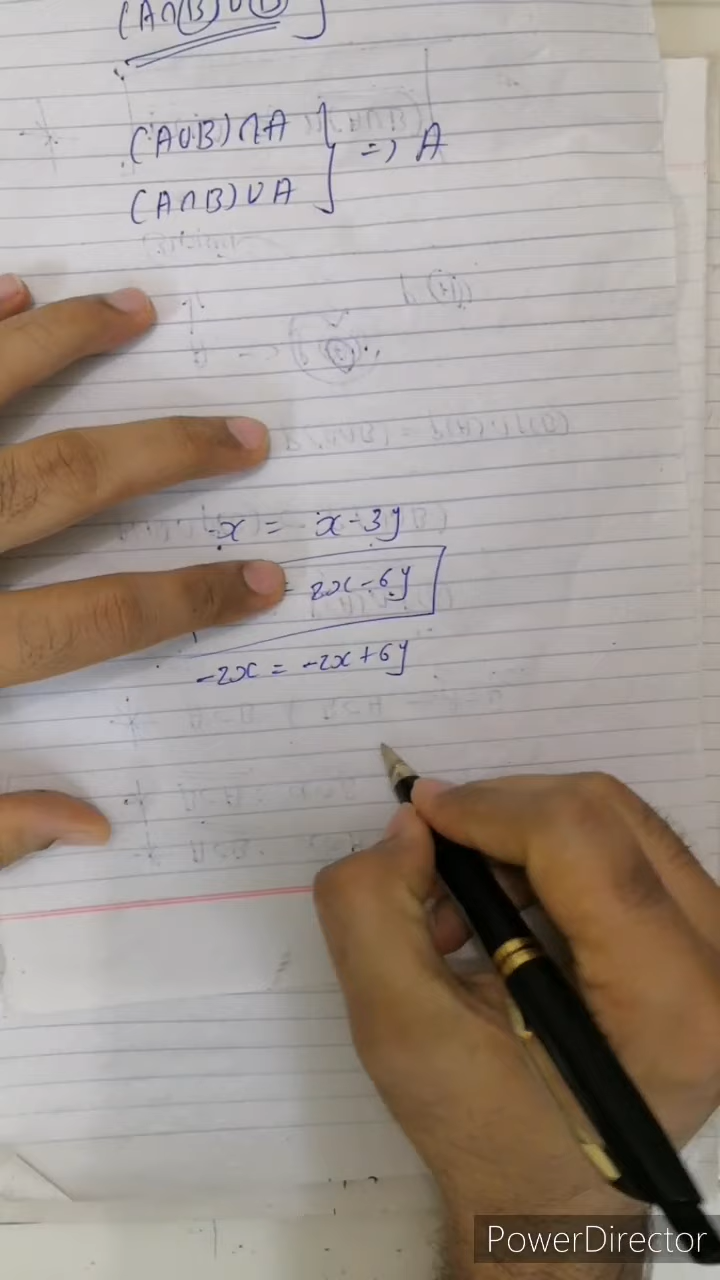 (A∩B)∪B
(A∪B)∩A
(A∩B)∪A
=> A
-x = x-3y
= 2x-6y
-2x = -2x+6y
PowerDirector